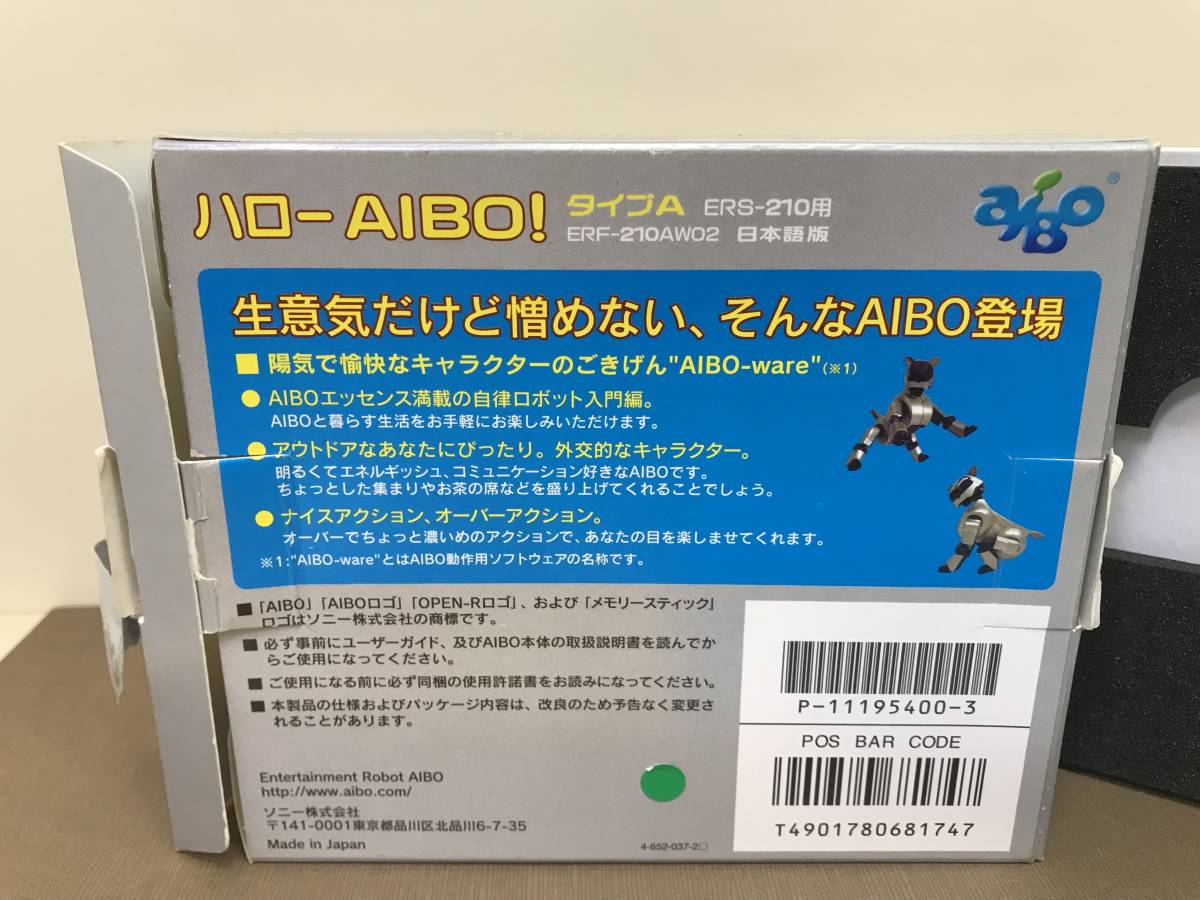 ハローAIBO! タイプA ERS-210用
ERF-210AW02 日本語版
aibo®
生意気だけど憎めない、そんなAIBO登場
■ 陽気で愉快なキャラクターのごきげん"AIBO-ware"(※1)
● AIBOエッセンス満載の自律ロボット入門編。
AIBOと暮らす生活をお手軽にお楽しみいただけます。
● アウトドアなあなたにぴったり。外交的なキャラクター。
明るくてエネルギッシュ、コミュニケーション好きなAIBOです。
ちょっとした集まりやお茶の席などを盛り上げてくれることでしょう。
● ナイスアクション、オーバーアクション。
オーバーでちょっと濃いめのアクションで、あなたの目を楽しませてくれます。
※1:"AIBO-ware"とはAIBO動作用ソフトウェアの名称です。
■ 「AIBO」「AIBOロゴ」「OPEN-Rロゴ」、および「メモリースティック」
ロゴはソニー株式会社の商標です。
■ 必ず事前にユーザーガイド、及びAIBO本体の取扱説明書を読んでか
らご使用になってください。
■ ご使用になる前に必ず同梱の使用許諾書をお読みになってください。
■ 本製品の仕様およびパッケージ内容は、改良のため予告なく変更さ
れることがあります。
Entertainment Robot AIBO
http://www.aibo.com/
ソニー株式会社
〒141-0001東京都品川区北品川6-7-35
Made in Japan
4-652-037-2□
P-11195400-3
POS BAR CODE
T4901780681747